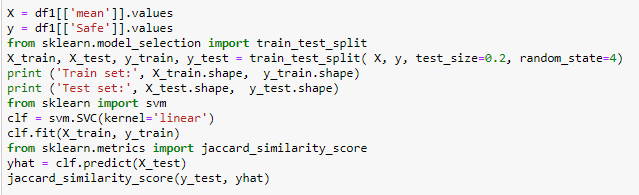 X = df1[['mean']].values
y = df1[['Safe']].values
from sklearn.model_selection import train_test_split
X_train, X_test, y_train, y_test = train_test_split( X, y, test_size=0.2, random_state=4)
print ('Train set:', X_train.shape,  y_train.shape)
print ('Test set:', X_test.shape,  y_test.shape)
from sklearn import svm
clf = svm.SVC(kernel='linear')
clf.fit(X_train, y_train)
from sklearn.metrics import jaccard_similarity_score
yhat = clf.predict(X_test)
jaccard_similarity_score(y_test, yhat)